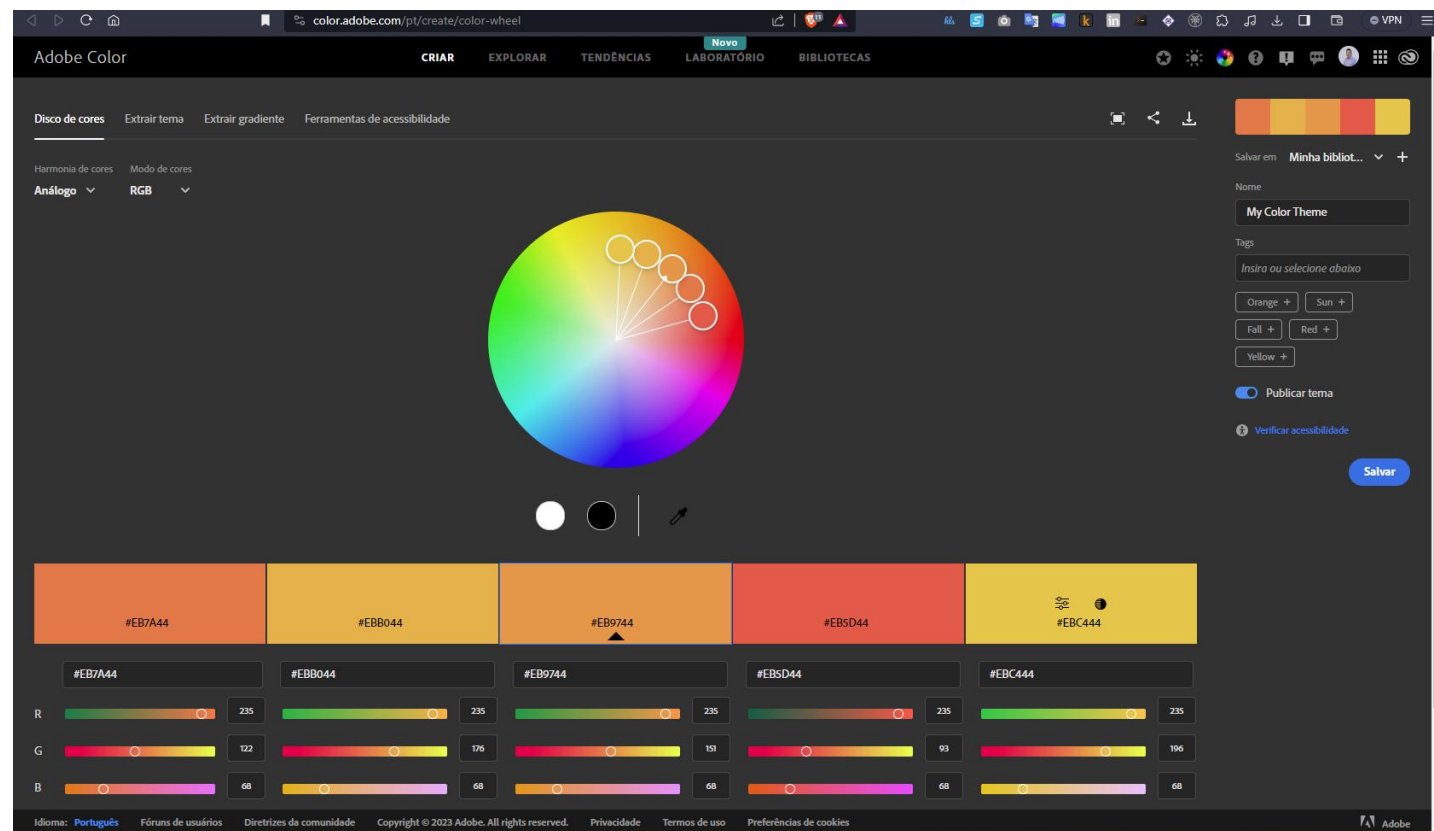 color.adobe.com/pt/create/color-wheel
VPN
Adobe Color
CRIAR
EXPLORAR
TENDÊNCIAS
Novo
LABORATÓRIO
BIBLIOTECAS
Disco de cores
Extrair tema
Extrair gradiente
Ferramentas de acessibilidade
Harmonia de cores
Modo de cores
Análogo
RGB
Salvar em Minha bibliot...
Nome
My Color Theme
Tags
Insira ou selecione abaixo
Orange + Sun +
Fall + Red +
Yellow +
Publicar tema
Verificar acessibilidade
Salvar
#EB7A44 #EBB044 #EB9744 #EB5D44 #EBC444
#EB7A44 #EBB044 #EB9744 #EB5D44 #EBC444
R 235 235 235 235 235
G 122 176 151 93 196
B 68 68 68 68 68
Idioma: Português Fóruns de usuários Diretrizes da comunidade Copyright © 2023 Adobe. All rights reserved. Privacidade Termos de uso Preferências de cookies Adobe